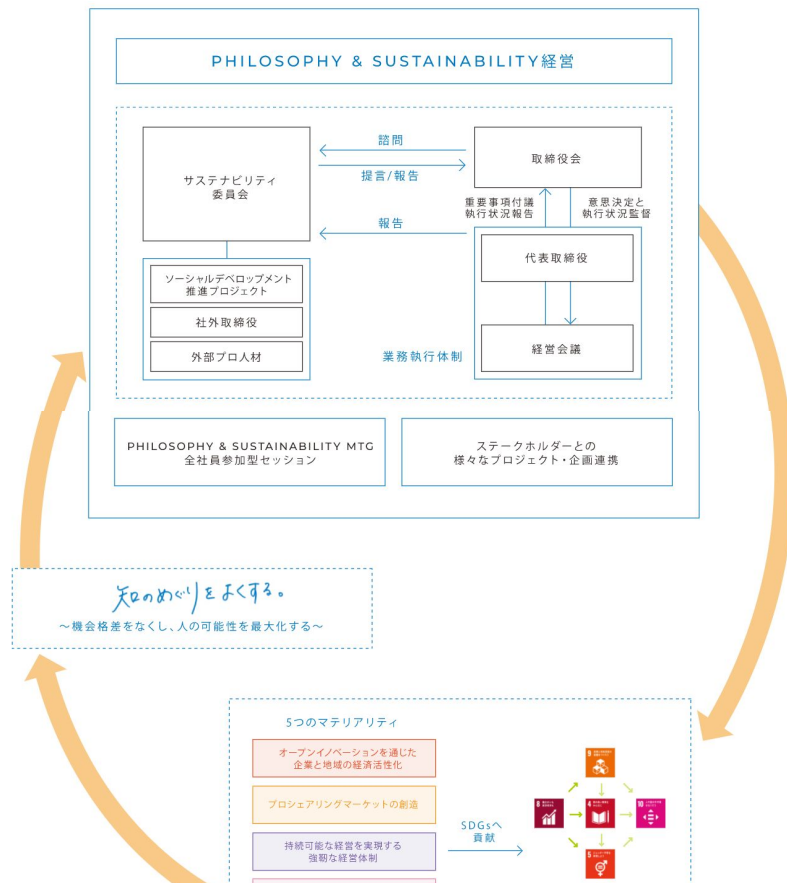 PHILOSOPHY & SUSTAINABILITY経営
サステナビリティ
委員会
諮問
提言/報告
報告
取締役会
重要事項付議
執行状況報告
意思決定と
執行状況監督
代表取締役
経営会議
業務執行体制
ソーシャルデベロップメント
推進プロジェクト
社外取締役
外部プロ人材
PHILOSOPHY & SUSTAINABILITY MTG
全社員参加型セッション
ステークホルダーとの
様々なプロジェクト・企画連携
知のめぐりをよくする。
～機会格差をなくし、人の可能性を最大化する～
5つのマテリアリティ
オープンイノベーションを通じた
企業と地域の経済活性化
プロシェアリングマーケットの創造
持続可能な経営を実現する
強靭な経営体制
SDGsへ
貢献
9
8
4
10
5